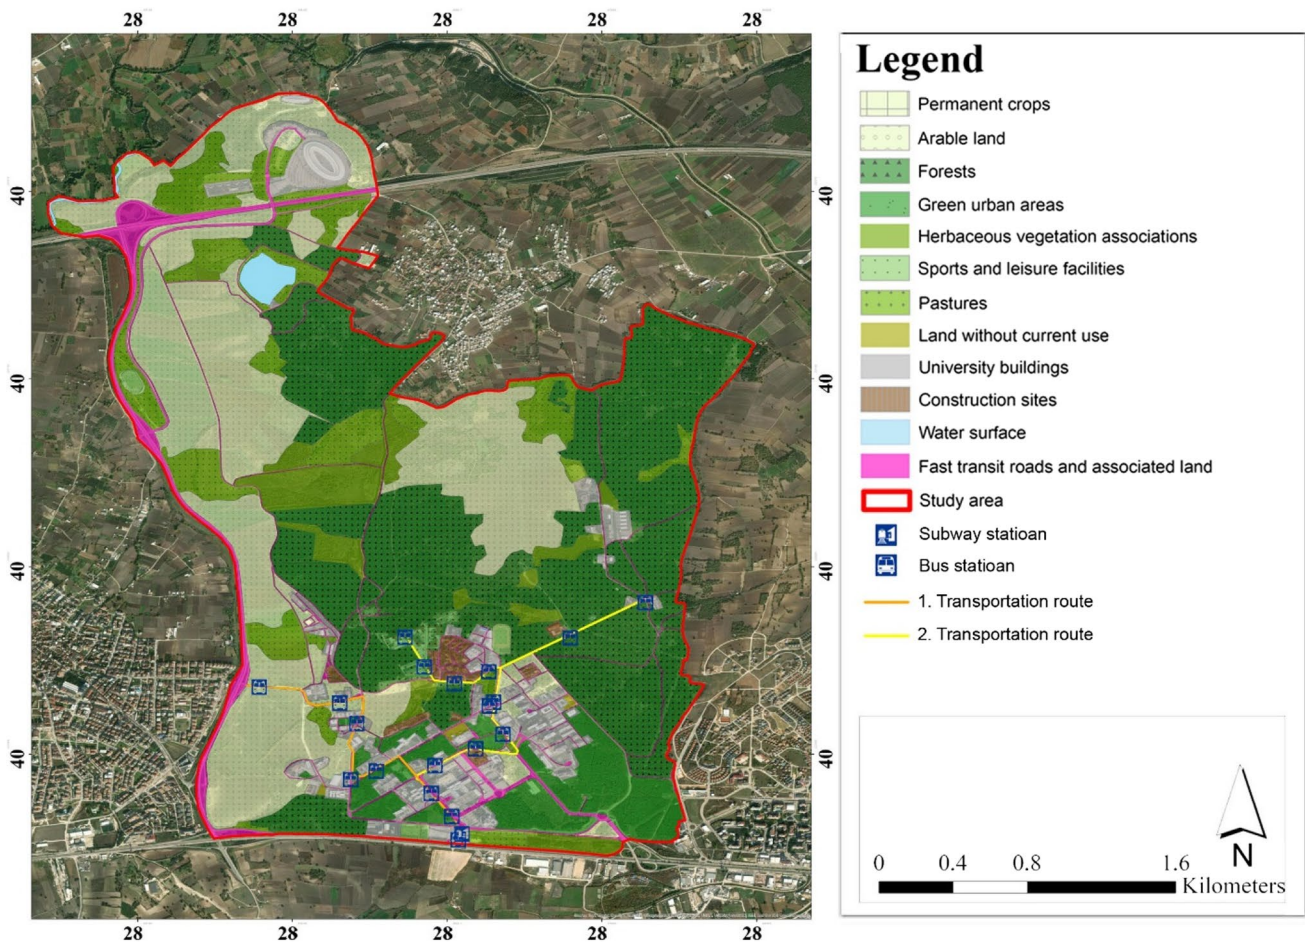 28 28 28 28 28
Legend
Permanent crops
Arable land
Forests
Green urban areas
Herbaceous vegetation associations
Sports and leisure facilities
Pastures
Land without current use
University buildings
Construction sites
Water surface
Fast transit roads and associated land
Study area
Subway statioan
Bus statioan
1. Transportation route
2. Transportation route
40 40
40 40
40 40
40 40
N
0 0.4 0.8 1.6
Kilometers
28 28 28 28 28